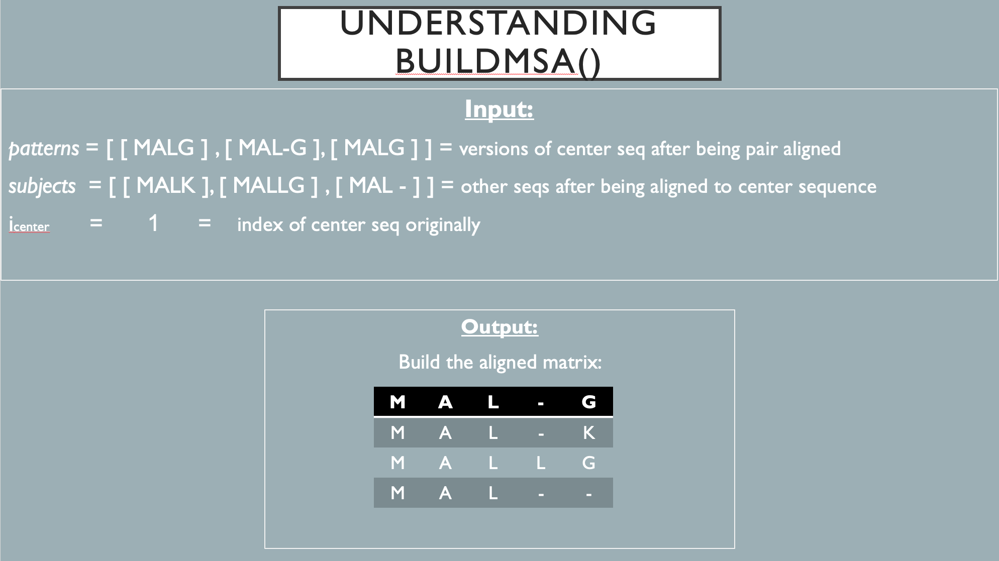 UNDERSTANDING
BUILDMSA()
Input:
patterns = [ [ MALG ] , [ MAL-G ], [ MALG ] ] = versions of center seq after being pair aligned
subjects = [ [ MALK ], [ MALLG ] , [ MAL - ] ] = other seqs after being aligned to center sequence
icenter = 1 = index of center seq originally
Output:
Build the aligned matrix:
M A L - G
M A L - K
M A L L G
M A L - -